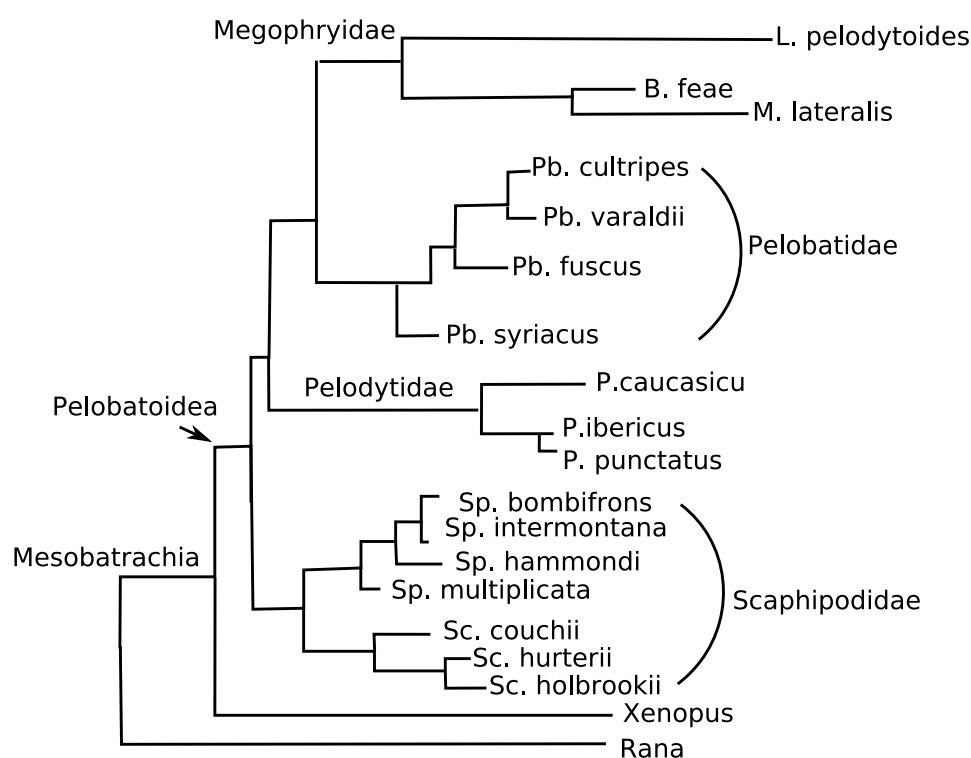 Megophryidae
L. pelodytoides
B. feae
M. lateralis
Pb. cultripes
Pb. varaldii
Pelobatidae
Pb. fuscus
Pb. syriacus
Pelodytidae
P.caucasicu
Pelobatoidea
P.ibericus
P. punctatus
Sp. bombifrons
Sp. intermontana
Mesobatrachia
Sp. hammondi
Sp. multiplicata
Scaphipodidae
Sc. couchii
Sc. hurterii
Sc. holbrookii
Xenopus
Rana